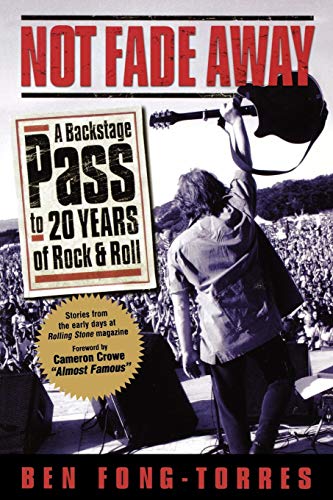 NOT FADE AWAY
A Backstage
Pass
to 20 YEARS
of Rock & Roll
Stories from
the early days at
Rolling Stone magazine
Foreword by
Cameron Crowe
"Almost Famous"
BEN FONG-TORRES